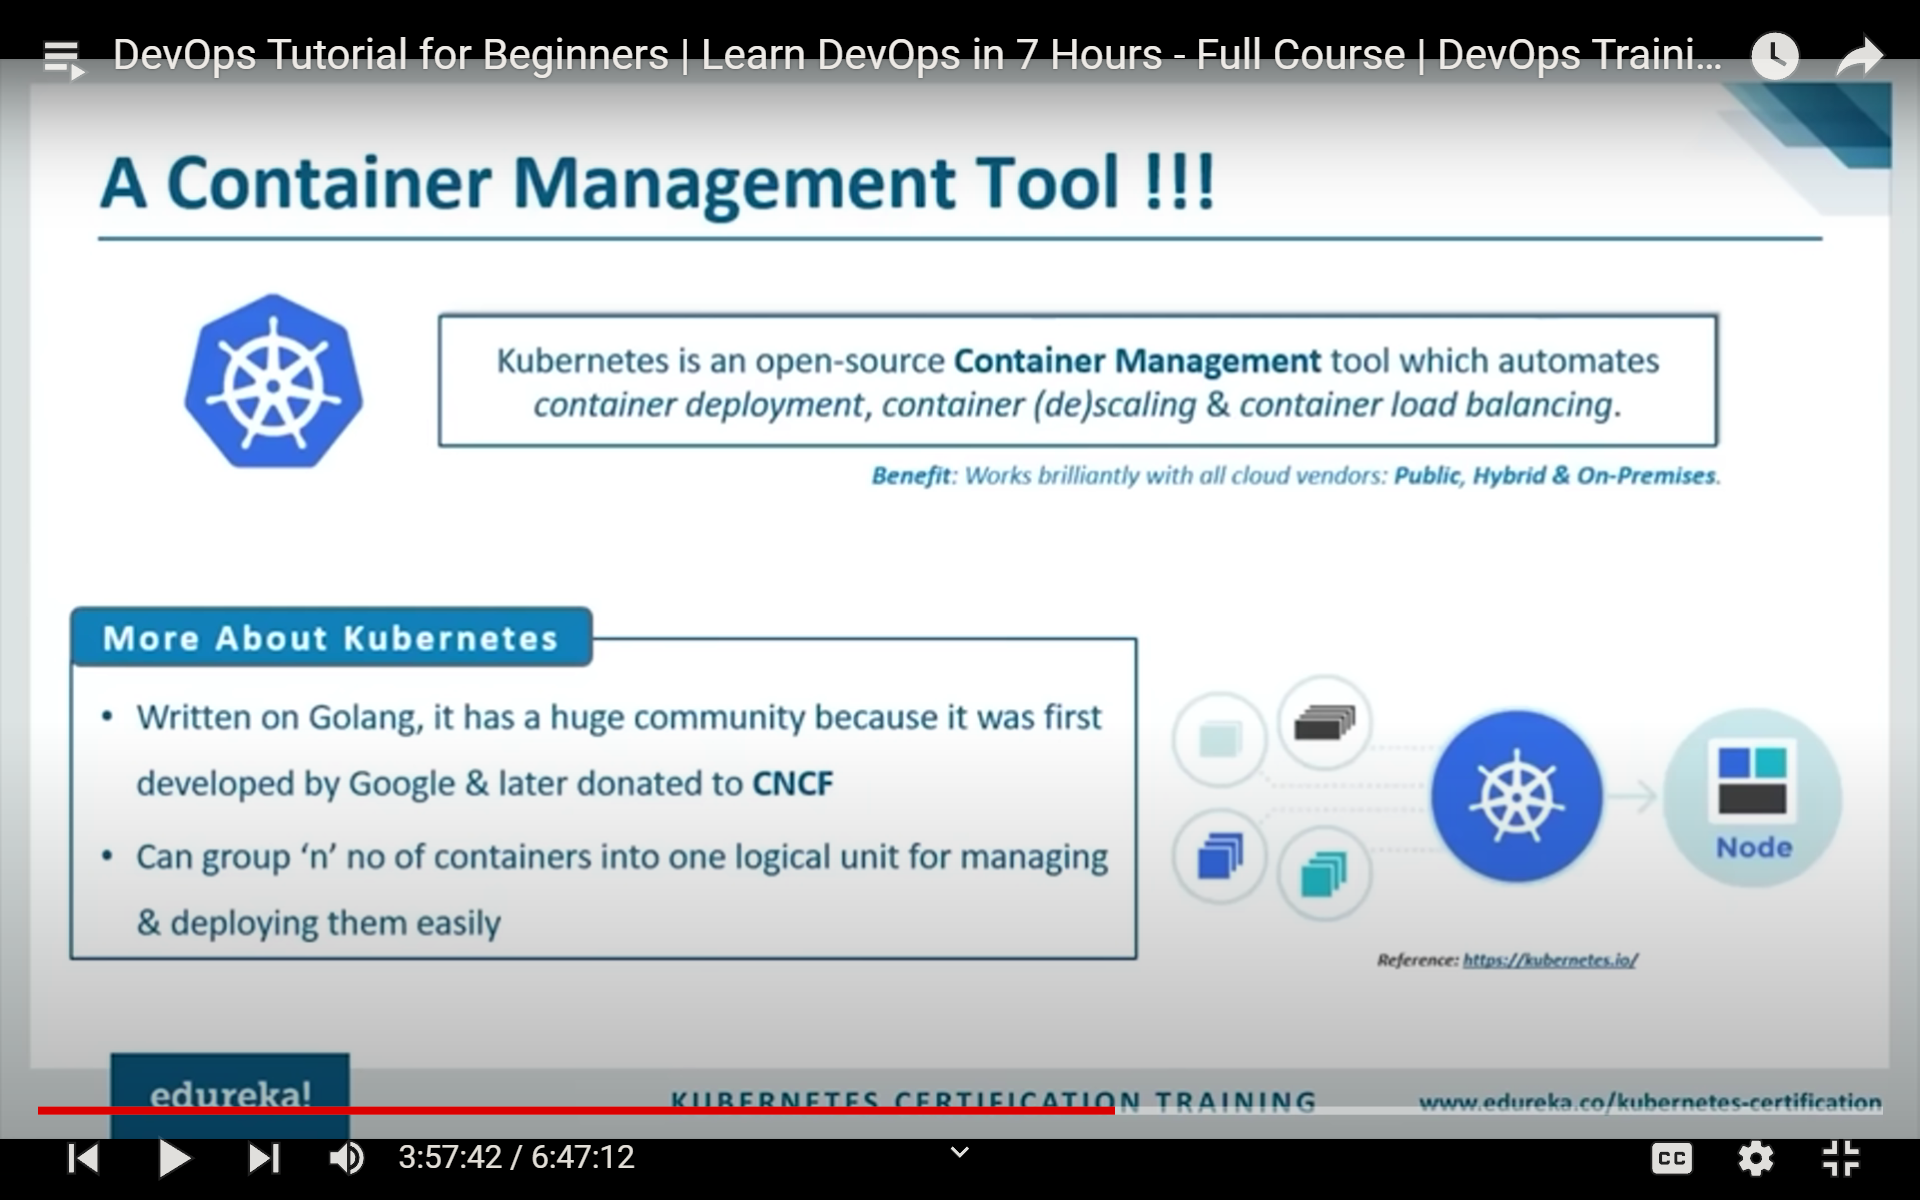 DevOps Tutorial for Beginners | Learn DevOps in 7 Hours - Full Course | DevOps Traini...
A Container Management Tool !!!
Kubernetes is an open-source Container Management tool which automates
container deployment, container (de)scaling & container load balancing.
Benefit: Works brilliantly with all cloud vendors: Public, Hybrid & On-Premises.
More About Kubernetes
• Written on Golang, it has a huge community because it was first
developed by Google & later donated to CNCF
• Can group ‘n’ no of containers into one logical unit for managing
& deploying them easily
Node
Reference: https://kubernetes.io/
edureka!
KUBERNETES CERTIFICATION TRAINING
www.edureka.co/kubernetes-certification
3:57:42 / 6:47:12
CC